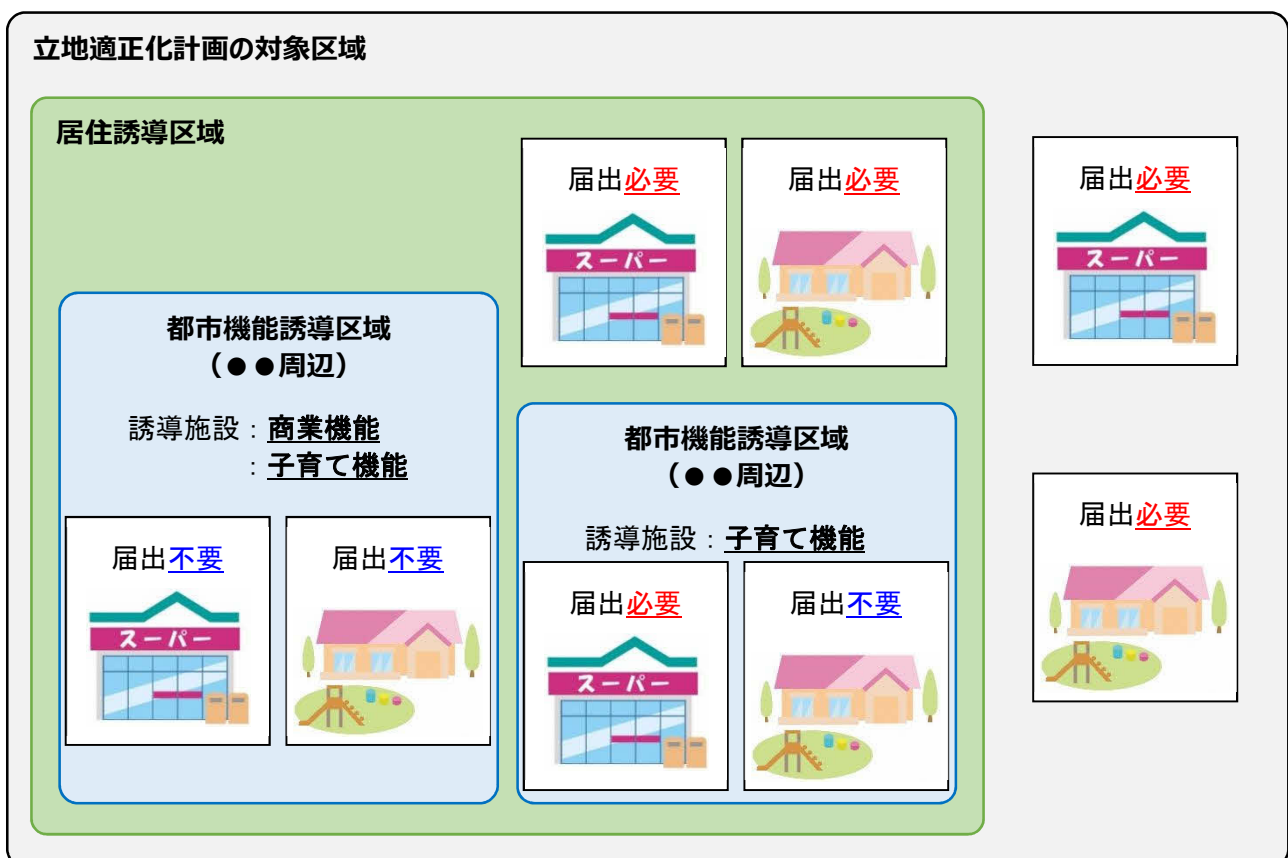 立地適正化計画の対象区域
居住誘導区域
届出必要
スーパー
届出必要
届出必要
スーパー
都市機能誘導区域
(●●周辺)
誘導施設：商業機能
：子育て機能
届出不要
スーパー
届出不要
都市機能誘導区域
(●●周辺)
誘導施設：子育て機能
届出必要
スーパー
届出不要
届出必要